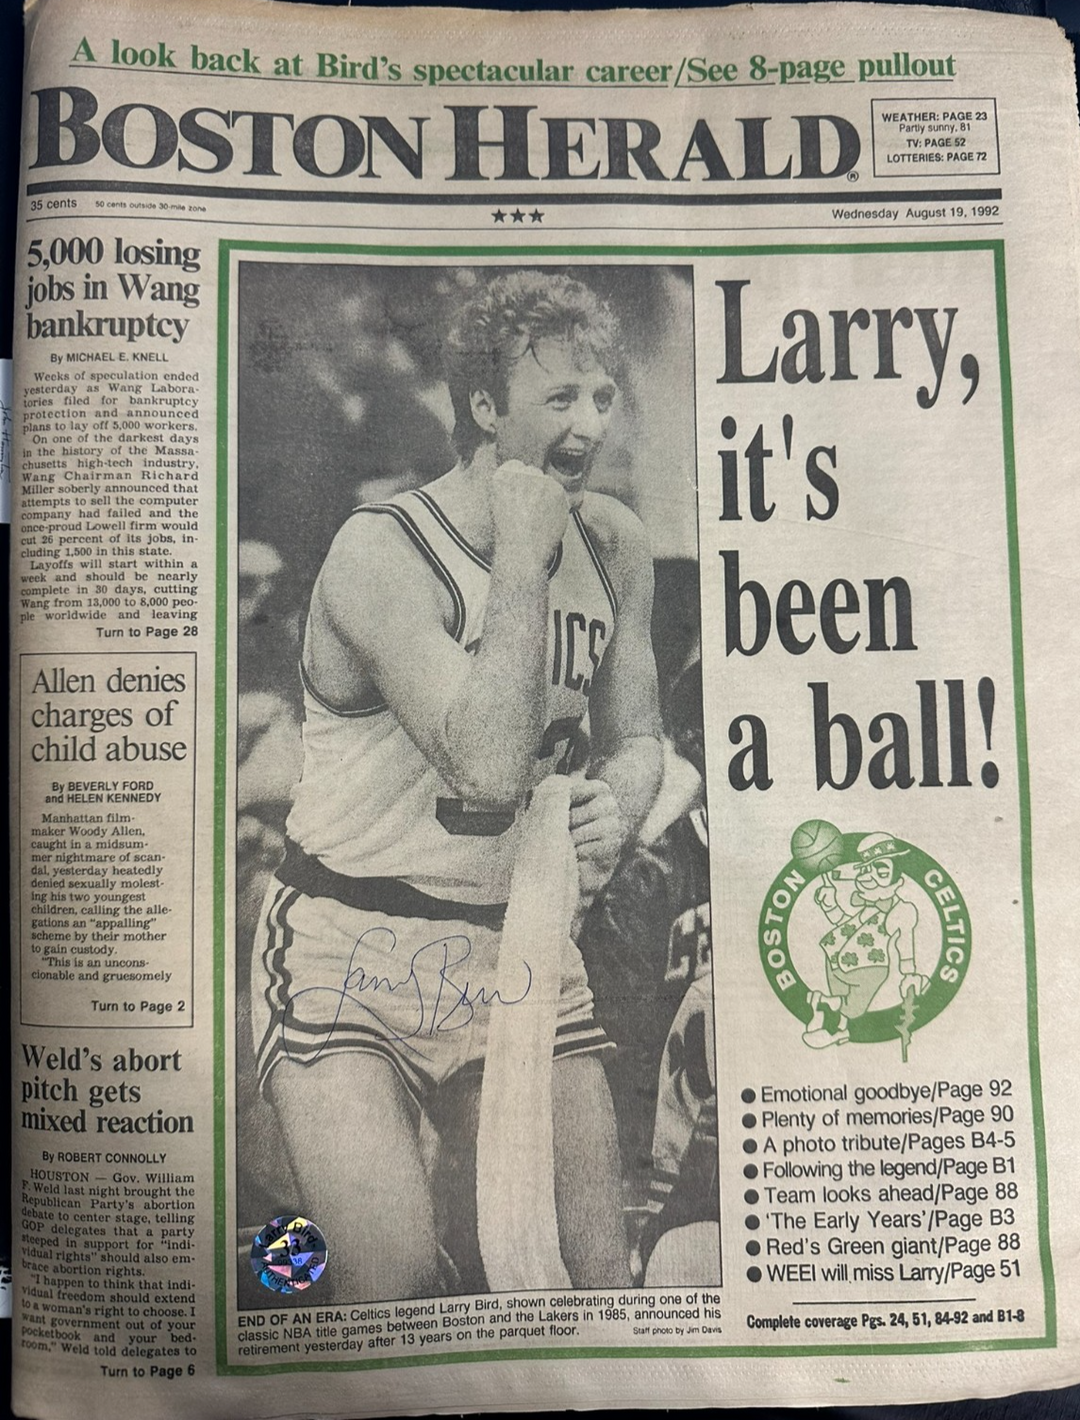 A look back at Bird's spectacular career/See 8-page pullout
BOSTON HERALD®
WEATHER: PAGE 23
Partly sunny, 81
TV: PAGE 52
LOTTERIES: PAGE 72
35 cents 50 cents outside 30-mile zone
★★★
Wednesday August 19, 1992
5,000 losing
jobs in Wang
bankruptcy
By MICHAEL E. KNELL
Weeks of speculation ended
yesterday as Wang Labora-
tories filed for bankruptcy
protection and announced
plans to lay off 5,000 workers.
On one of the darkest days
in the history of the Massa-
chusetts high-tech industry,
Wang Chairman Richard
Miller soberly announced that
attempts to sell the computer
company had failed and the
once-proud Lowell firm would
cut 26 percent of its jobs, in-
cluding 1,500 in this state.
Layoffs will start within a
week and should be nearly
complete in 30 days, cutting
Wang from 13,000 to 8,000 peo-
ple worldwide and leaving
Turn to Page 28
Allen denies
charges of
child abuse
By BEVERLY FORD
and HELEN KENNEDY
Manhattan film-
maker Woody Allen,
caught in a midsum-
mer nightmare of scan-
dal, yesterday heatedly
denied sexually molest-
ing his two youngest
children, calling the alle-
gations an "appalling"
scheme by their mother
to gain custody.
"This is an uncons-
cionable and gruesomely
Turn to Page 2
Weld's abort
pitch gets
mixed reaction
By ROBERT CONNOLLY
HOUSTON — Gov. William
F. Weld last night brought the
Republican Party's abortion
debate to center stage, telling
GOP delegates that a party
steeped in support for "indi-
vidual rights" should also em-
brace abortion rights.
"I happen to think that indi-
vidual freedom should extend
to a woman's right to choose. I
want government out of your
pocketbook and your bed-
room," Weld told delegates to
Turn to Page 6
ICS
Larry Bird
Larry Bird
33
AUTHENTICATED
END OF AN ERA: Celtics legend Larry Bird, shown celebrating during one of the
classic NBA title games between Boston and the Lakers in 1985, announced his
retirement yesterday after 13 years on the parquet floor.
Staff photo by Jim Davis
Larry,
it's
been
a ball!
BOSTON CELTICS
● Emotional goodbye/Page 92
● Plenty of memories/Page 90
● A photo tribute/Pages B4-5
● Following the legend/Page B1
● Team looks ahead/Page 88
● 'The Early Years'/Page B3
● Red's Green giant/Page 88
● WEEI will miss Larry/Page 51
Complete coverage Pgs. 24, 51, 84-92 and B1-8